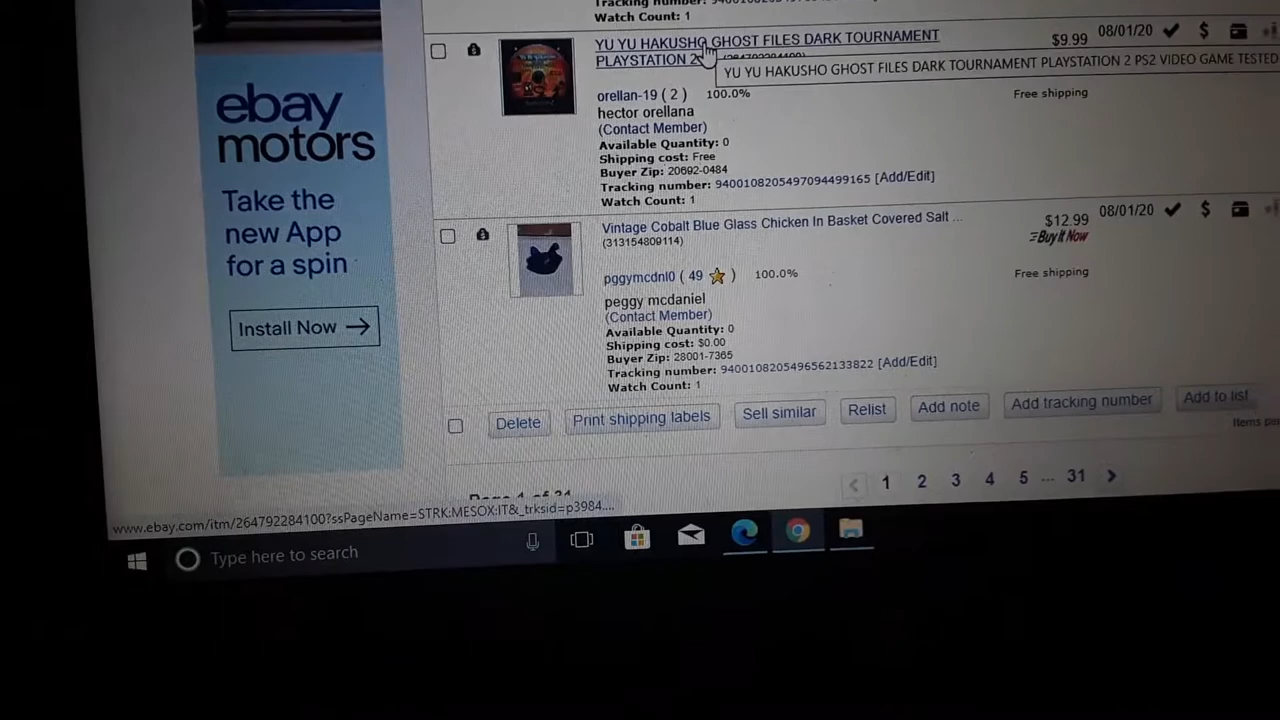 Watch Count: 1
YU YU HAKUSHO GHOST FILES DARK TOURNAMENT
PLAYSTATION 2
$9.99
08/01/20
YU YU HAKUSHO GHOST FILES DARK TOURNAMENT PLAYSTATION 2 PS2 VIDEO GAME TESTED
orellan-19 ( 2 ) 100.0%
Free shipping
hector orellana
(Contact Member)
Available Quantity: 0
Shipping cost: Free
Buyer Zip: 20692-0484
Tracking number: 9400108205497094499165 [Add/Edit]
Watch Count: 1
Vintage Cobalt Blue Glass Chicken In Basket Covered Salt ...
(313154809114)
$12.99
08/01/20
Buy It Now
pggymcdnl0 ( 49 ) 100.0%
Free shipping
peggy mcdaniel
(Contact Member)
Available Quantity: 0
Shipping cost: $0.00
Buyer Zip: 28001-7365
Tracking number: 9400108205496562133822 [Add/Edit]
Watch Count: 1
Delete
Print shipping labels
Sell similar
Relist
Add note
Add tracking number
Add to list
Items
< 1 2 3 4 5 ... 31 >
ebay
motors
Take the
new App
for a spin
Install Now →
www.ebay.com/itm/264792284100?ssPageName=STRK:MESOX:IT&_trksid=p3984....
Type here to search